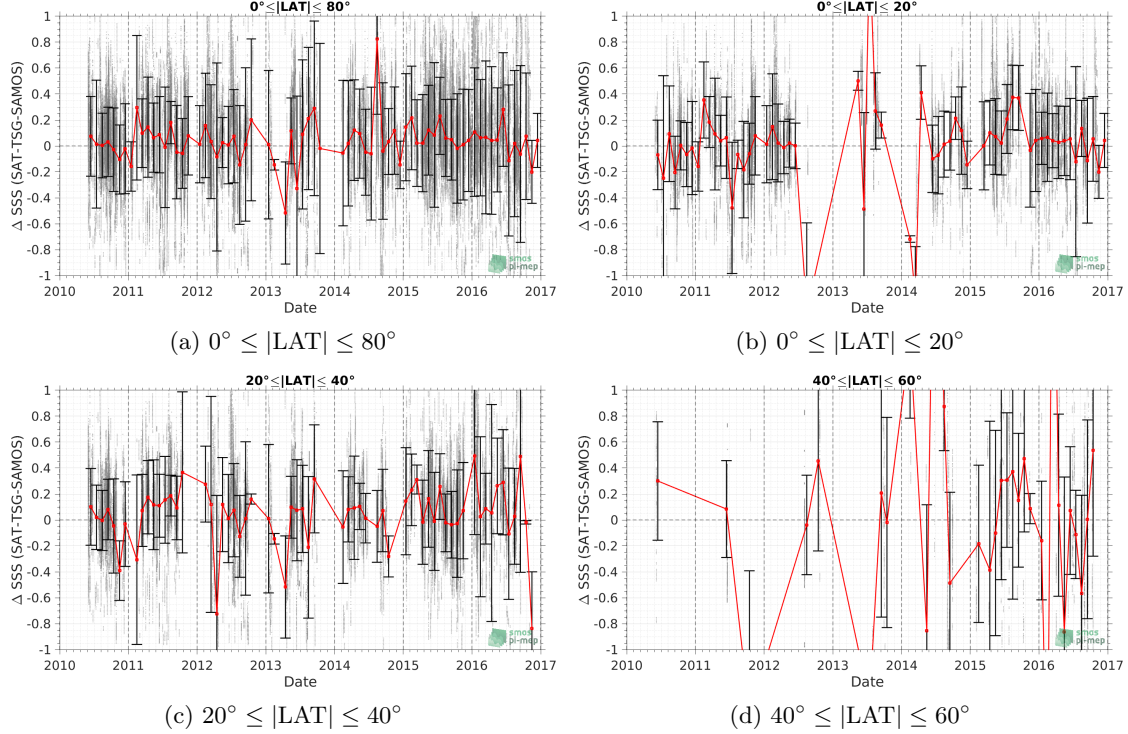 0°≤|LAT|≤ 80°
Δ SSS (SAT-TSG-SAMOS)
1
0.8
0.6
0.4
0.2
0
-0.2
-0.4
-0.6
-0.8
-1
2010 2011 2012 2013 2014 2015 2016 2017
Date
smos
pi-mep
(a) 0° ≤ |LAT| ≤ 80°
0°≤|LAT|≤ 20°
Δ SSS (SAT-TSG-SAMOS)
1
0.8
0.6
0.4
0.2
0
-0.2
-0.4
-0.6
-0.8
-1
2010 2011 2012 2013 2014 2015 2016 2017
Date
smos
pi-mep
(b) 0° ≤ |LAT| ≤ 20°
20°≤|LAT|≤ 40°
Δ SSS (SAT-TSG-SAMOS)
1
0.8
0.6
0.4
0.2
0
-0.2
-0.4
-0.6
-0.8
-1
2010 2011 2012 2013 2014 2015 2016 2017
Date
smos
pi-mep
(c) 20° ≤ |LAT| ≤ 40°
40°≤|LAT|≤ 60°
Δ SSS (SAT-TSG-SAMOS)
1
0.8
0.6
0.4
0.2
0
-0.2
-0.4
-0.6
-0.8
-1
2010 2011 2012 2013 2014 2015 2016 2017
Date
smos
pi-mep
(d) 40° ≤ |LAT| ≤ 60°